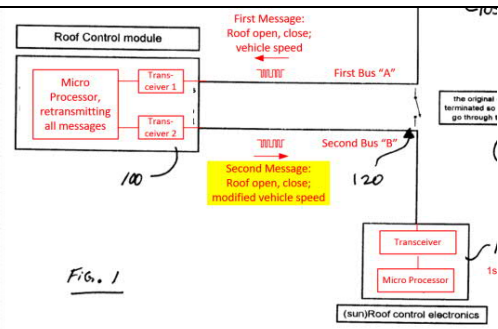 First Message:
Roof open, close;
vehicle speed
Roof Control module
Micro
Processor,
retransmitting
all messages
Trans-
ceiver 1
First Bus "A"
the original
terminated so
go through t
Trans-
ceiver 2
Second Bus "B"
Second Message:
Roof open, close;
modified vehicle speed
100
120
Transceiver
Micro Processor
1s
FIG. 1
(sun)Roof control electronics